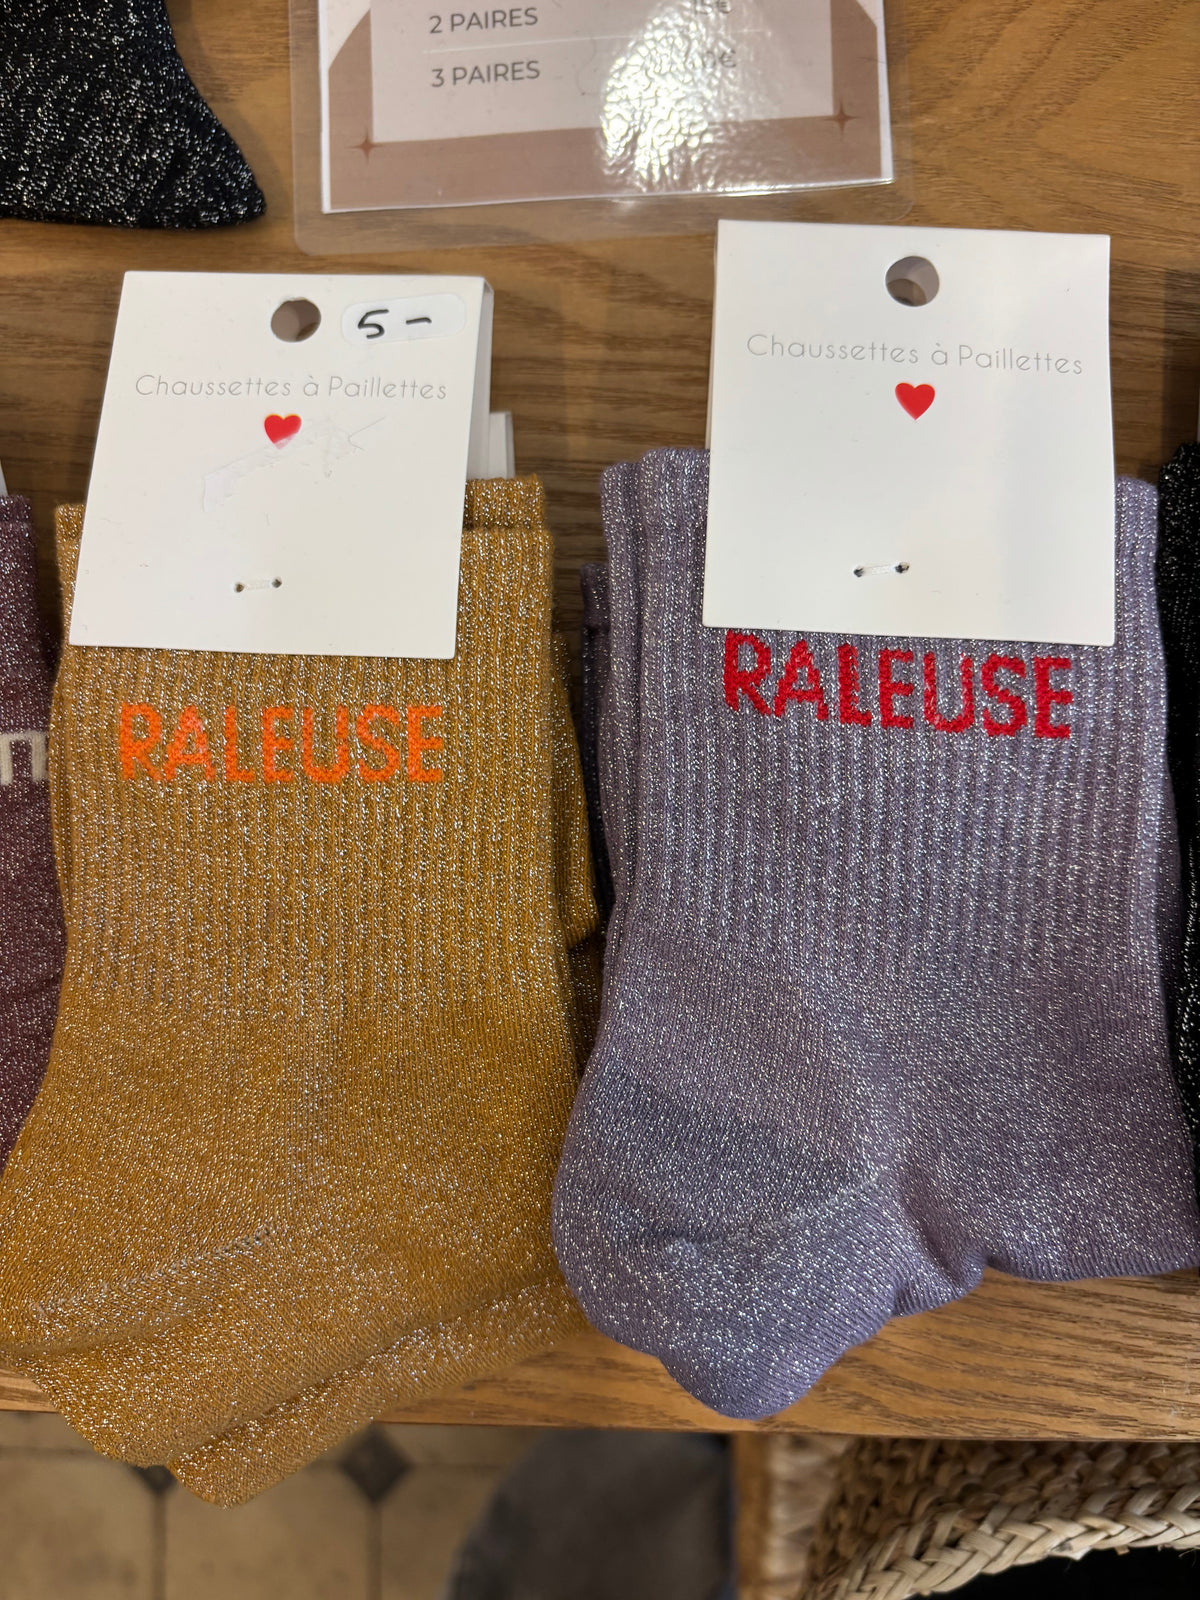 2 PAIRES
3 PAIRES
5 -
Chaussettes à Paillettes
RALEUSE
Chaussettes à Paillettes
RALEUSE